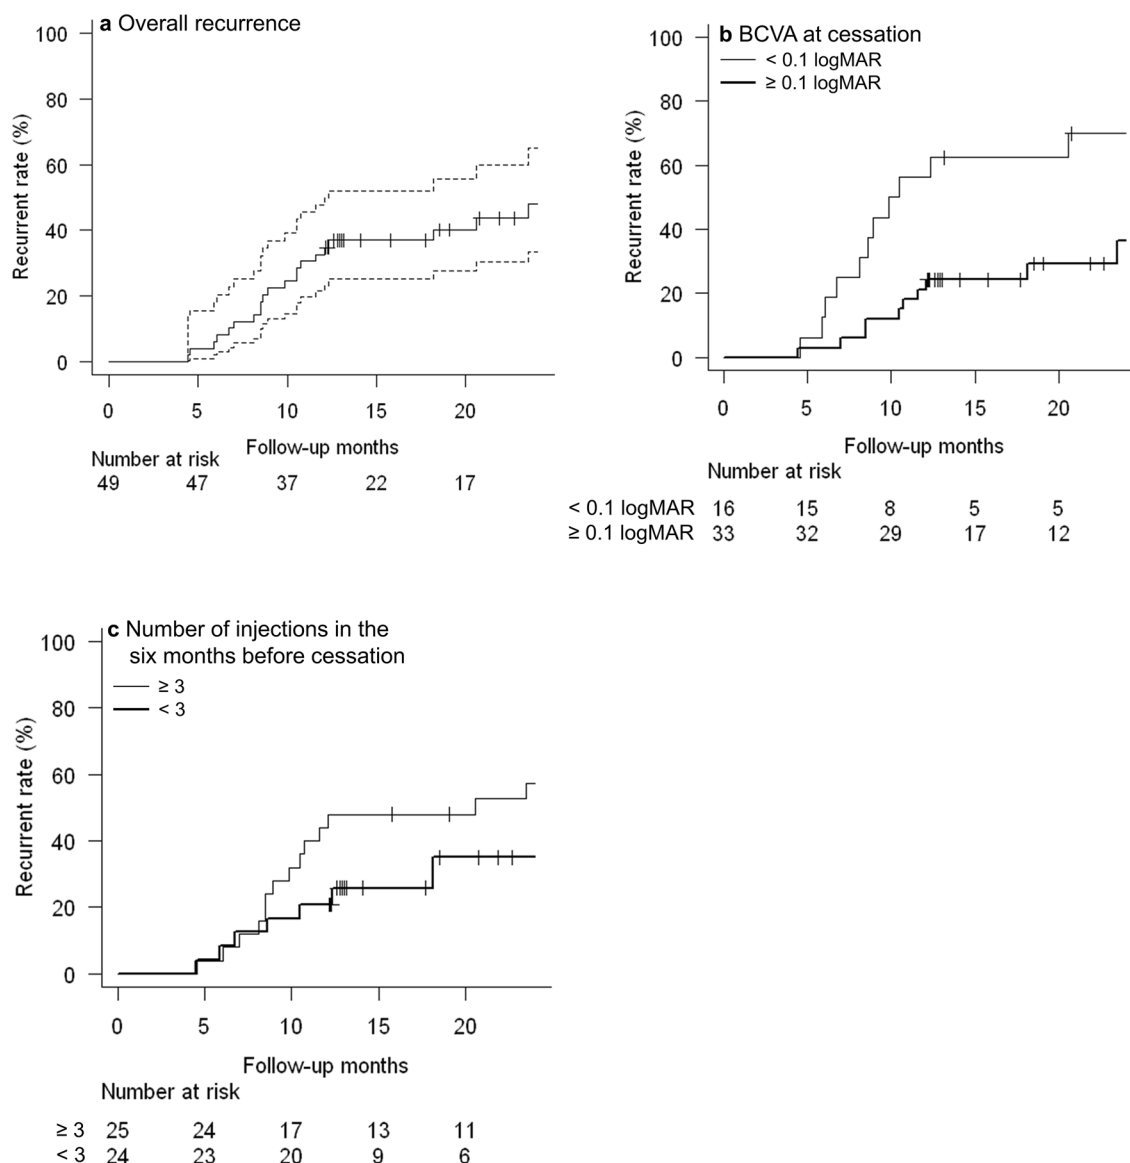 a Overall recurrence
100
80
60
40
20
0
Recurrent rate (%)
0 5 10 15 20
Follow-up months
Number at risk
49 47 37 22 17
b BCVA at cessation
< 0.1 logMAR
≥ 0.1 logMAR
100
80
60
40
20
0
Recurrent rate (%)
0 5 10 15 20
Follow-up months
Number at risk
< 0.1 logMAR 16 15 8 5 5
≥ 0.1 logMAR 33 32 29 17 12
c Number of injections in the
six months before cessation
≥ 3
< 3
100
80
60
40
20
0
Recurrent rate (%)
0 5 10 15 20
Follow-up months
Number at risk
≥ 3 25 24 17 13 11
< 3 24 23 20 9 6